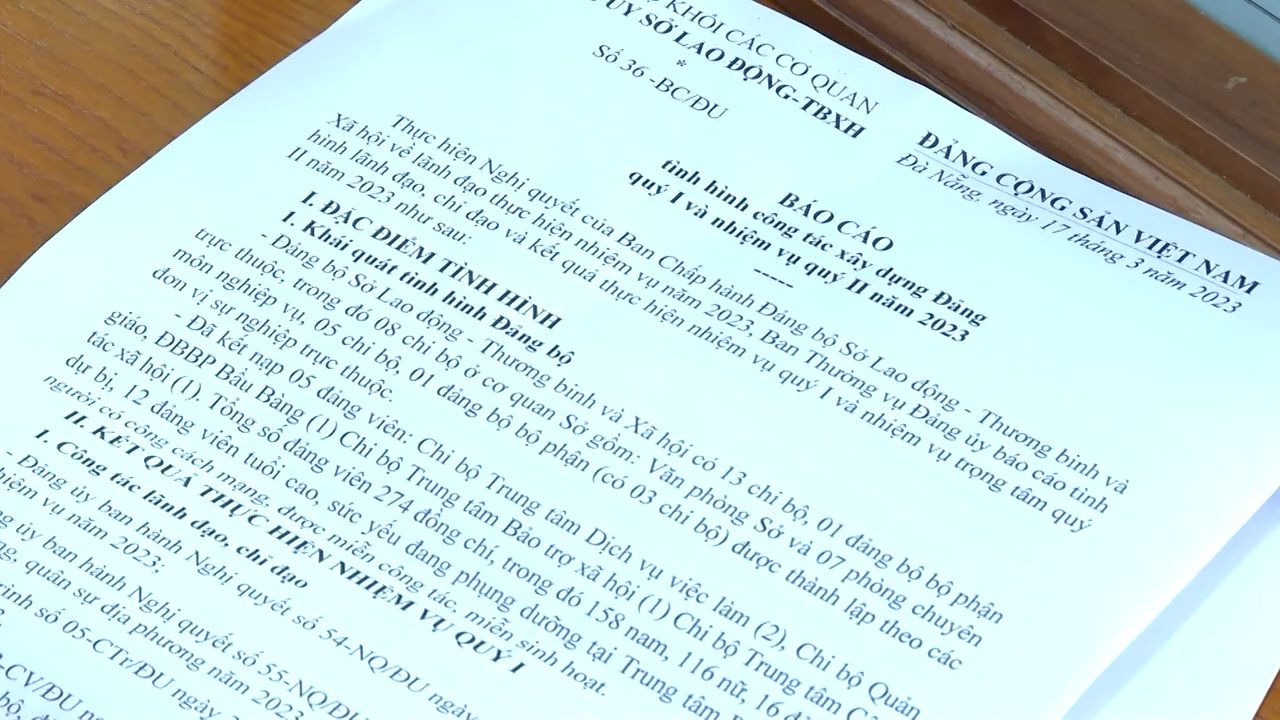 KHỐI CÁC CƠ QUAN
ỦY SỞ LAO ĐỘNG-TBXH
*
Số 36 -BC/ĐU
ĐẢNG CỘNG SẢN VIỆT NAM
Đà Nẵng, ngày 17 tháng 3 năm 2023
BÁO CÁO
tình hình công tác xây dựng Đảng
quý I và nhiệm vụ quý II năm 2023
-----
Thực hiện Nghị quyết của Ban Chấp hành Đảng bộ Sở Lao động - Thương binh và
Xã hội về lãnh đạo thực hiện nhiệm vụ năm 2023, Ban Thường vụ Đảng ủy báo cáo tình
hình lãnh đạo, chỉ đạo và kết quả thực hiện nhiệm vụ quý I và nhiệm vụ trọng tâm quý
II năm 2023 như sau:
I. ĐẶC ĐIỂM TÌNH HÌNH
1. Khái quát tình hình Đảng bộ
- Đảng bộ Sở Lao động - Thương binh và Xã hội có 13 chi bộ, 01 đảng bộ bộ phận
trực thuộc, trong đó 08 chi bộ ở cơ quan Sở gồm: Văn phòng Sở và 07 phòng chuyên
môn nghiệp vụ, 05 chi bộ, 01 đảng bộ bộ phận (có 03 chi bộ) được thành lập theo các
đơn vị sự nghiệp trực thuộc.
- Đã kết nạp 05 đảng viên: Chi bộ Trung tâm Dịch vụ việc làm (2), Chi bộ Quản
giáo, ĐBBP Bầu Bàng (1) Chi bộ Trung tâm Bảo trợ xã hội (1) Chi bộ Trung tâm
tác xã hội (1). Tổng số đảng viên 274 đồng chí, trong đó 158 nam, 116 nữ, 16
dự bị, 12 đảng viên tuổi cao, sức yếu đang phụng dưỡng tại Trung tâm
người có công cách mạng, được miễn công tác, miễn sinh hoạt.
II. KẾT QUẢ THỰC HIỆN NHIỆM VỤ QUÝ I
1. Công tác lãnh đạo, chỉ đạo
- Đảng ủy ban hành Nghị quyết số 54-NQ/ĐU ngày
vụ năm 2023;
ủy ban hành Nghị quyết số 55-NQ/ĐU
quân sự địa phương năm 2023
số 05-CTr/ĐU ngày
-CV/ĐU
bộ,